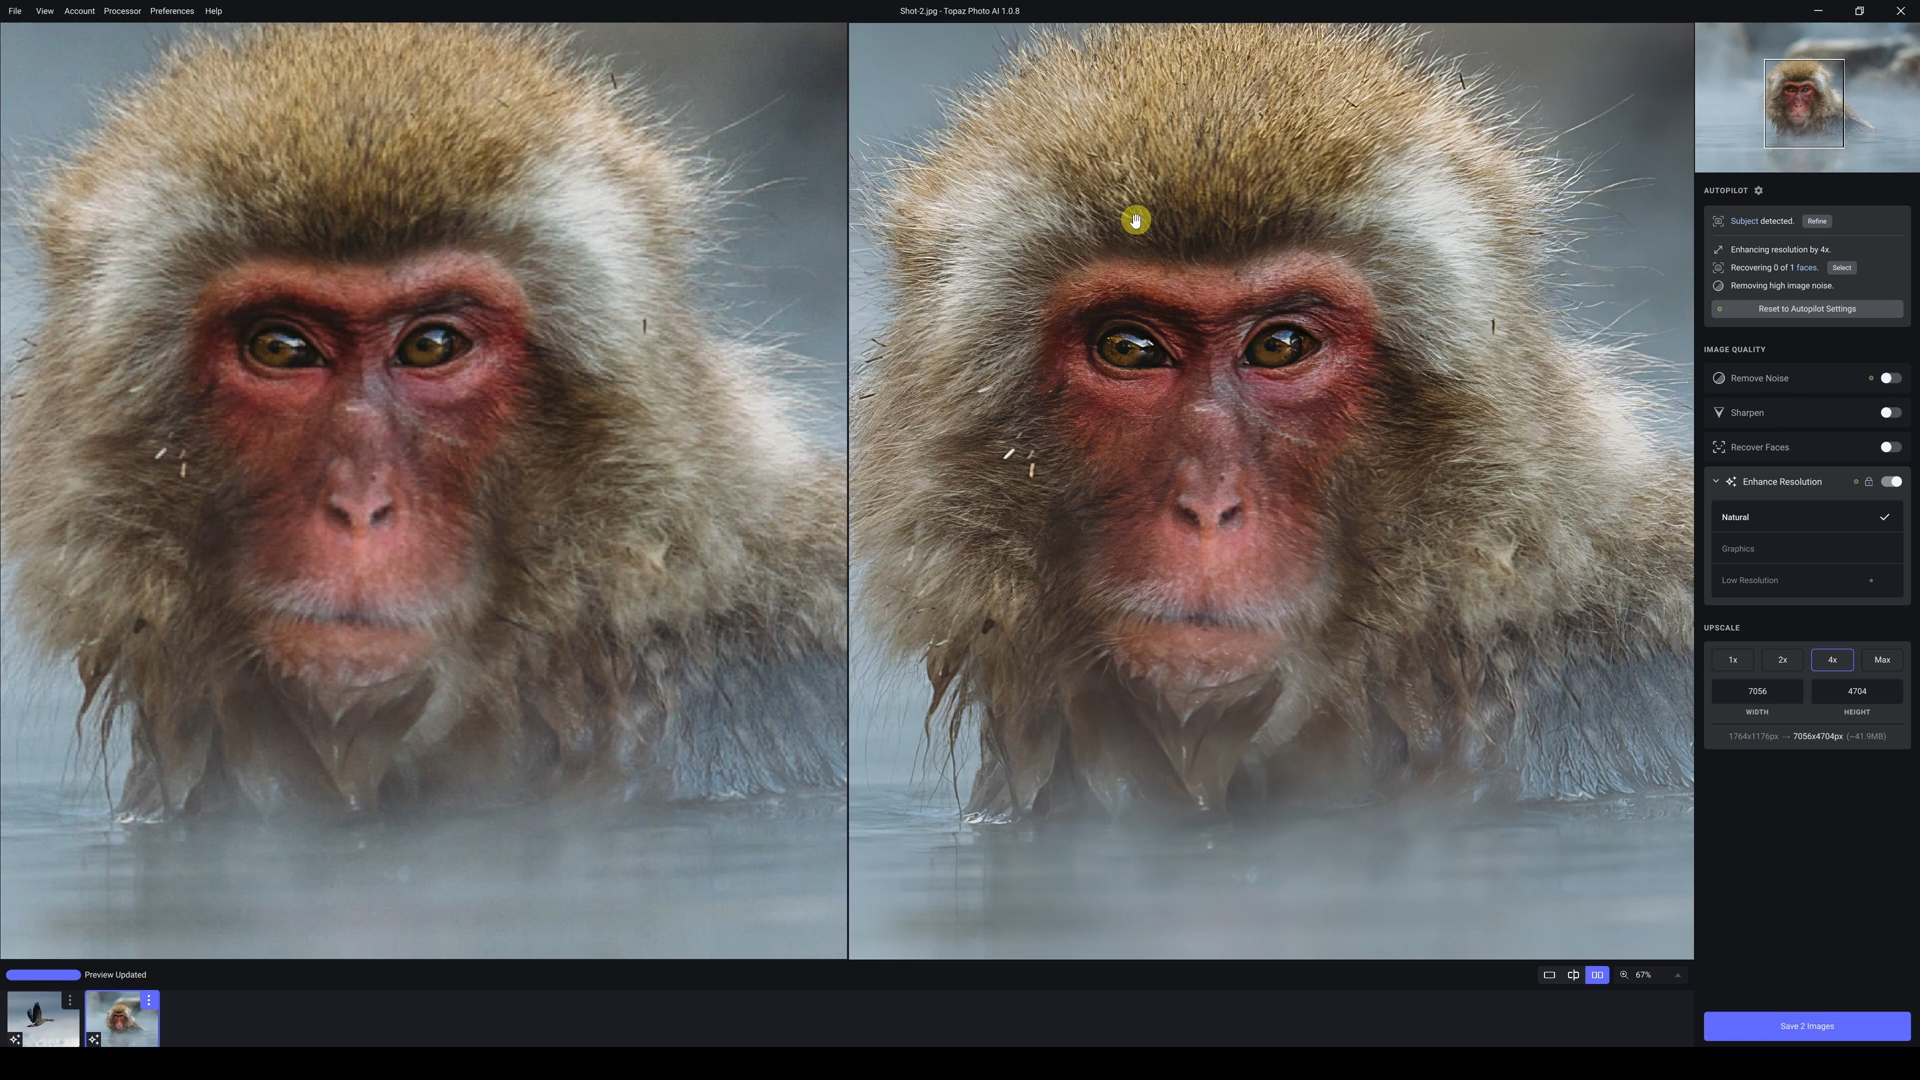 File View Account Processor Preferences Help
Shot-2.jpg - Topaz Photo AI 1.0.8
AUTOPILOT
Subject detected. Refine
Enhancing resolution by 4x.
Recovering 0 of 1 faces. Select
Removing high image noise.
Reset to Autopilot Settings
IMAGE QUALITY
Remove Noise
Sharpen
Recover Faces
Enhance Resolution
Natural
Graphics
Low Resolution
UPSCALE
1x 2x 4x Max
7056 4704
WIDTH HEIGHT
1764x1176px → 7056x4704px (~41.9MB)
Preview Updated
67%
Save 2 Images